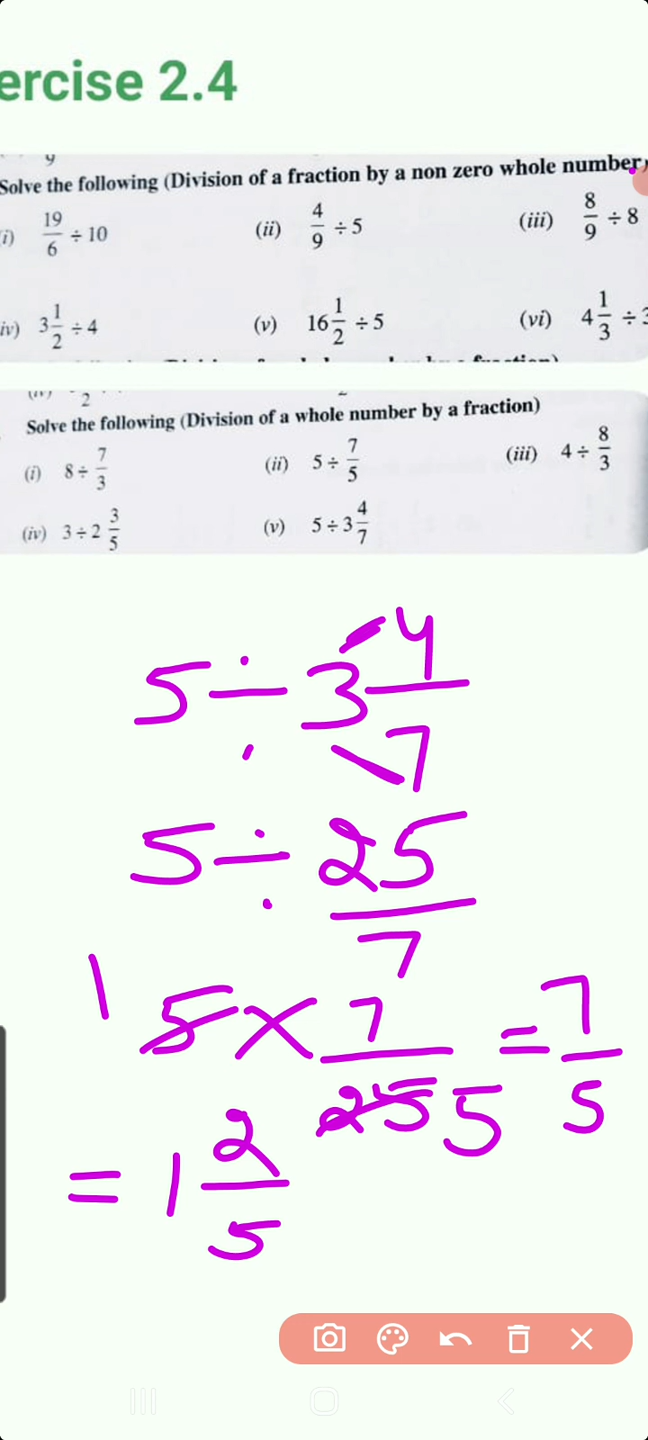 ercise 2.4
Solve the following (Division of a fraction by a non zero whole number)
i) 19/6 ÷ 10 (ii) 4/9 ÷ 5 (iii) 8/9 ÷ 8
iv) 3 1/2 ÷ 4 (v) 16 1/2 ÷ 5 (vi) 4 1/3 ÷ 3
Solve the following (Division of a whole number by a fraction)
(i) 8 ÷ 7/3 (ii) 5 ÷ 7/5 (iii) 4 ÷ 8/3
(iv) 3 ÷ 2 3/5 (v) 5 ÷ 3 4/7
5 ÷ 3 4/7
5 ÷ 25/7
1 5 × 7/25 5 = 7/5
= 1 2/5